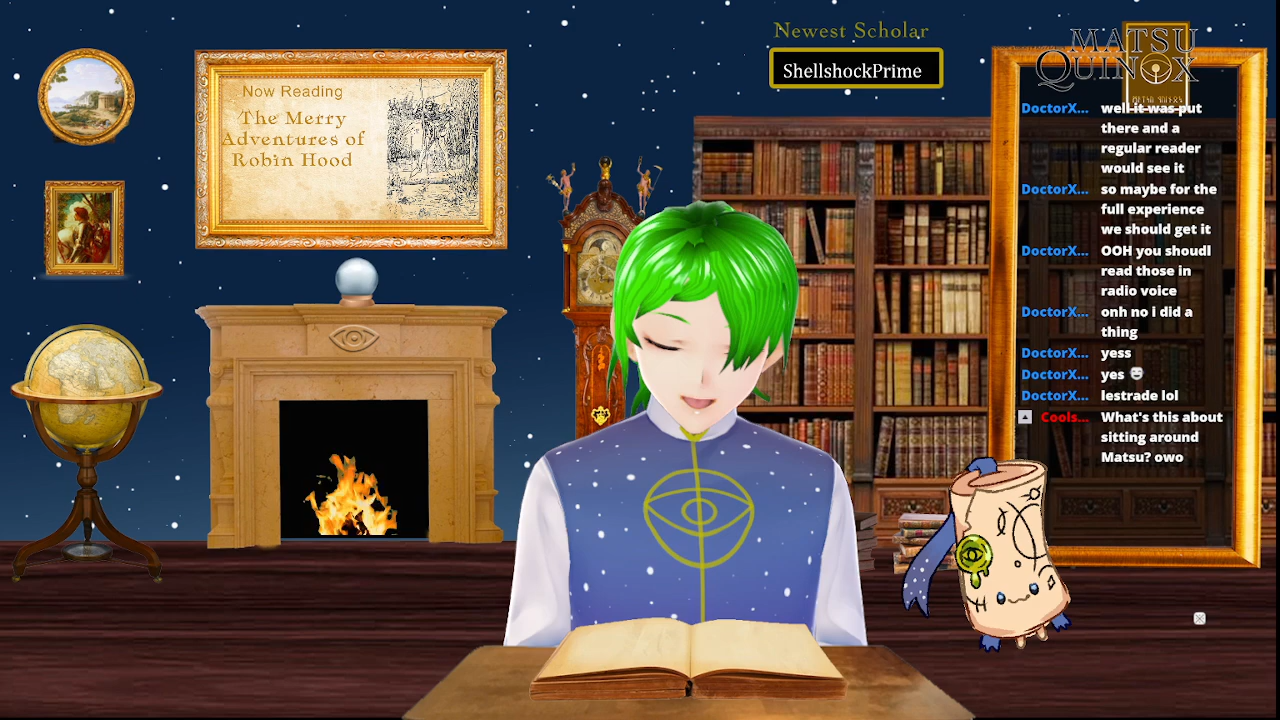 Newest Scholar
ShellshockPrime
MATSU
QUINOX
Now Reading
The Merry
Adventures of
Robin Hood
DoctorX... well it was put
there and a
regular reader
would see it
DoctorX... so maybe for the
full experience
we should get it
DoctorX... OOH you shoudl
read those in
radio voice
DoctorX... onh no i did a
thing
DoctorX... yess
DoctorX... yes
DoctorX... lestrade lol
Cools... What's this about
sitting around
Matsu? owo